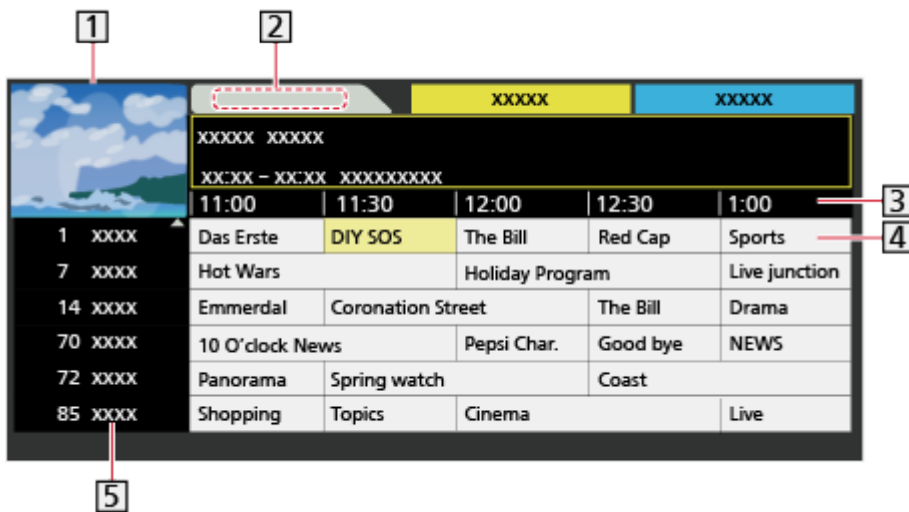 1 2
xxxxx xxxxx
xxxxx xxxxx
xx:xx – xx:xx xxxxxxxxx
11:00 11:30 12:00 12:30 1:00 3
1 xxxx Das Erste DIY SOS The Bill Red Cap Sports 4
7 xxxx Hot Wars Holiday Program Live junction
14 xxxx Emmerdal Coronation Street The Bill Drama
70 xxxx 10 O'clock News Pepsi Char. Good bye NEWS
72 xxxx Panorama Spring watch Coast
85 xxxx Shopping Topics Cinema Live
5